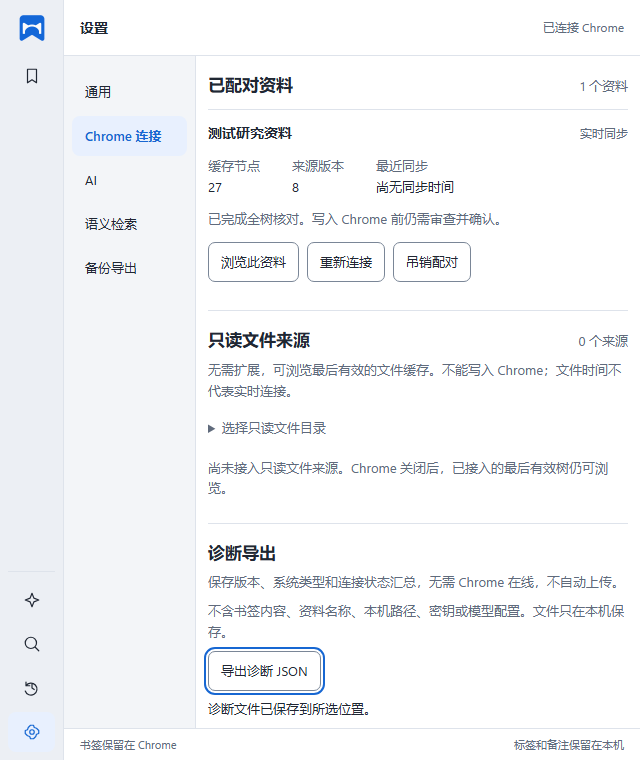 设置
已连接 Chrome
通用
Chrome 连接
AI
语义检索
备份导出
已配对资料
1 个资料
测试研究资料
实时同步
缓存节点 来源版本 最近同步
27 8 尚无同步时间
已完成全树核对。写入 Chrome 前仍需审查并确认。
浏览此资料 重新连接 吊销配对
只读文件来源
0 个来源
无需扩展，可浏览最后有效的文件缓存。不能写入 Chrome；文件时间不
代表实时连接。
选择只读文件目录
尚未接入只读文件来源。Chrome 关闭后，已接入的最后有效树仍可浏
览。
诊断导出
保存版本、系统类型和连接状态汇总，无需 Chrome 在线，不自动上传。
不含书签内容、资料名称、本机路径、密钥或模型配置。文件只在本机保
存。
导出诊断 JSON
诊断文件已保存到所选位置。
书签保留在 Chrome
标签和备注保留在本机